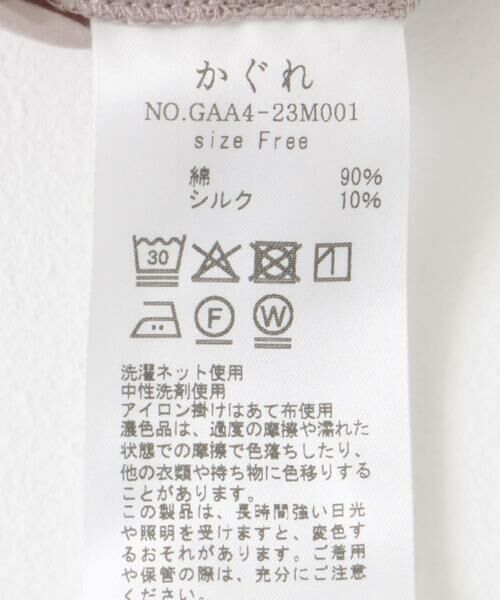 かぐれ
NO.GAA4-23M001
size Free
綿 90%
シルク 10%
30
F W
洗濯ネット使用
中性洗剤使用
アイロン掛けはあて布使用
濃色品は、過度の摩擦や濡れた
状態での摩擦で色落ちしたり、
他の衣類や持ち物に色移りする
ことがあります。
この製品は、長時間強い日光
や照明を受けますと、変色す
るおそれがあります。ご着用
や保管の際は、充分にご注意
ください。